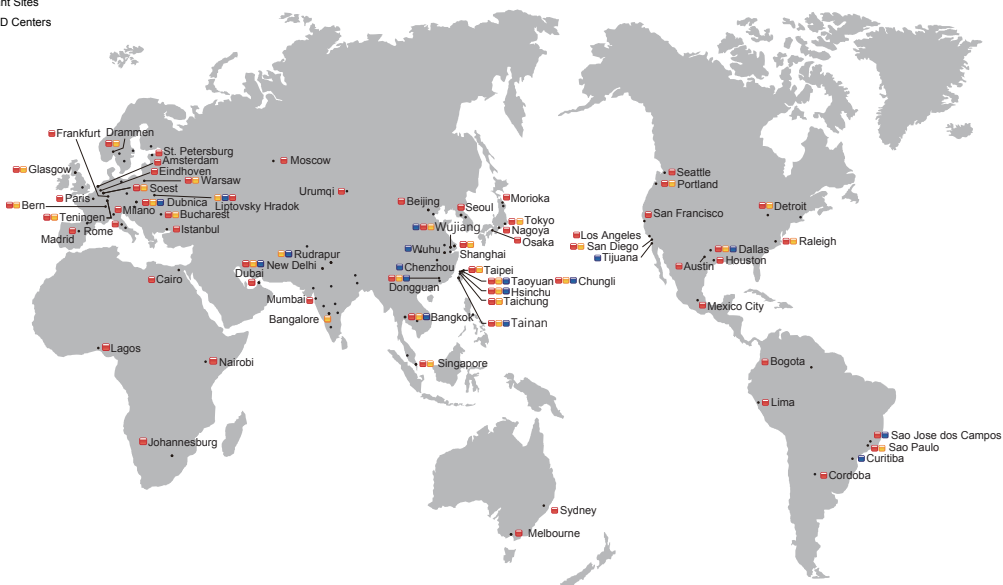 nt Sites
D Centers
Frankfurt
Drammen
St. Petersburg
Amsterdam
Eindhoven
Glasgow
Warsaw
Soest
Paris
Dubnica
Liptovsky Hradok
Bern
Milano
Bucharest
Teningen
Rome
Istanbul
Madrid
Moscow
Urumqi
Beijing
Seoul
Morioka
Tokyo
Nagoya
Osaka
Wujiang
Wuhu
Shanghai
Chenzhou
Dongguan
Taipei
Taoyuan
Chungli
Hsinchu
Taichung
Tainan
Rudrapur
New Delhi
Dubai
Cairo
Mumbai
Bangalore
Bangkok
Singapore
Lagos
Nairobi
Johannesburg
Sydney
Melbourne
Seattle
Portland
San Francisco
Detroit
Los Angeles
San Diego
Tijuana
Raleigh
Dallas
Houston
Austin
Mexico City
Bogota
Lima
Sao Jose dos Campos
Sao Paulo
Curitiba
Cordoba